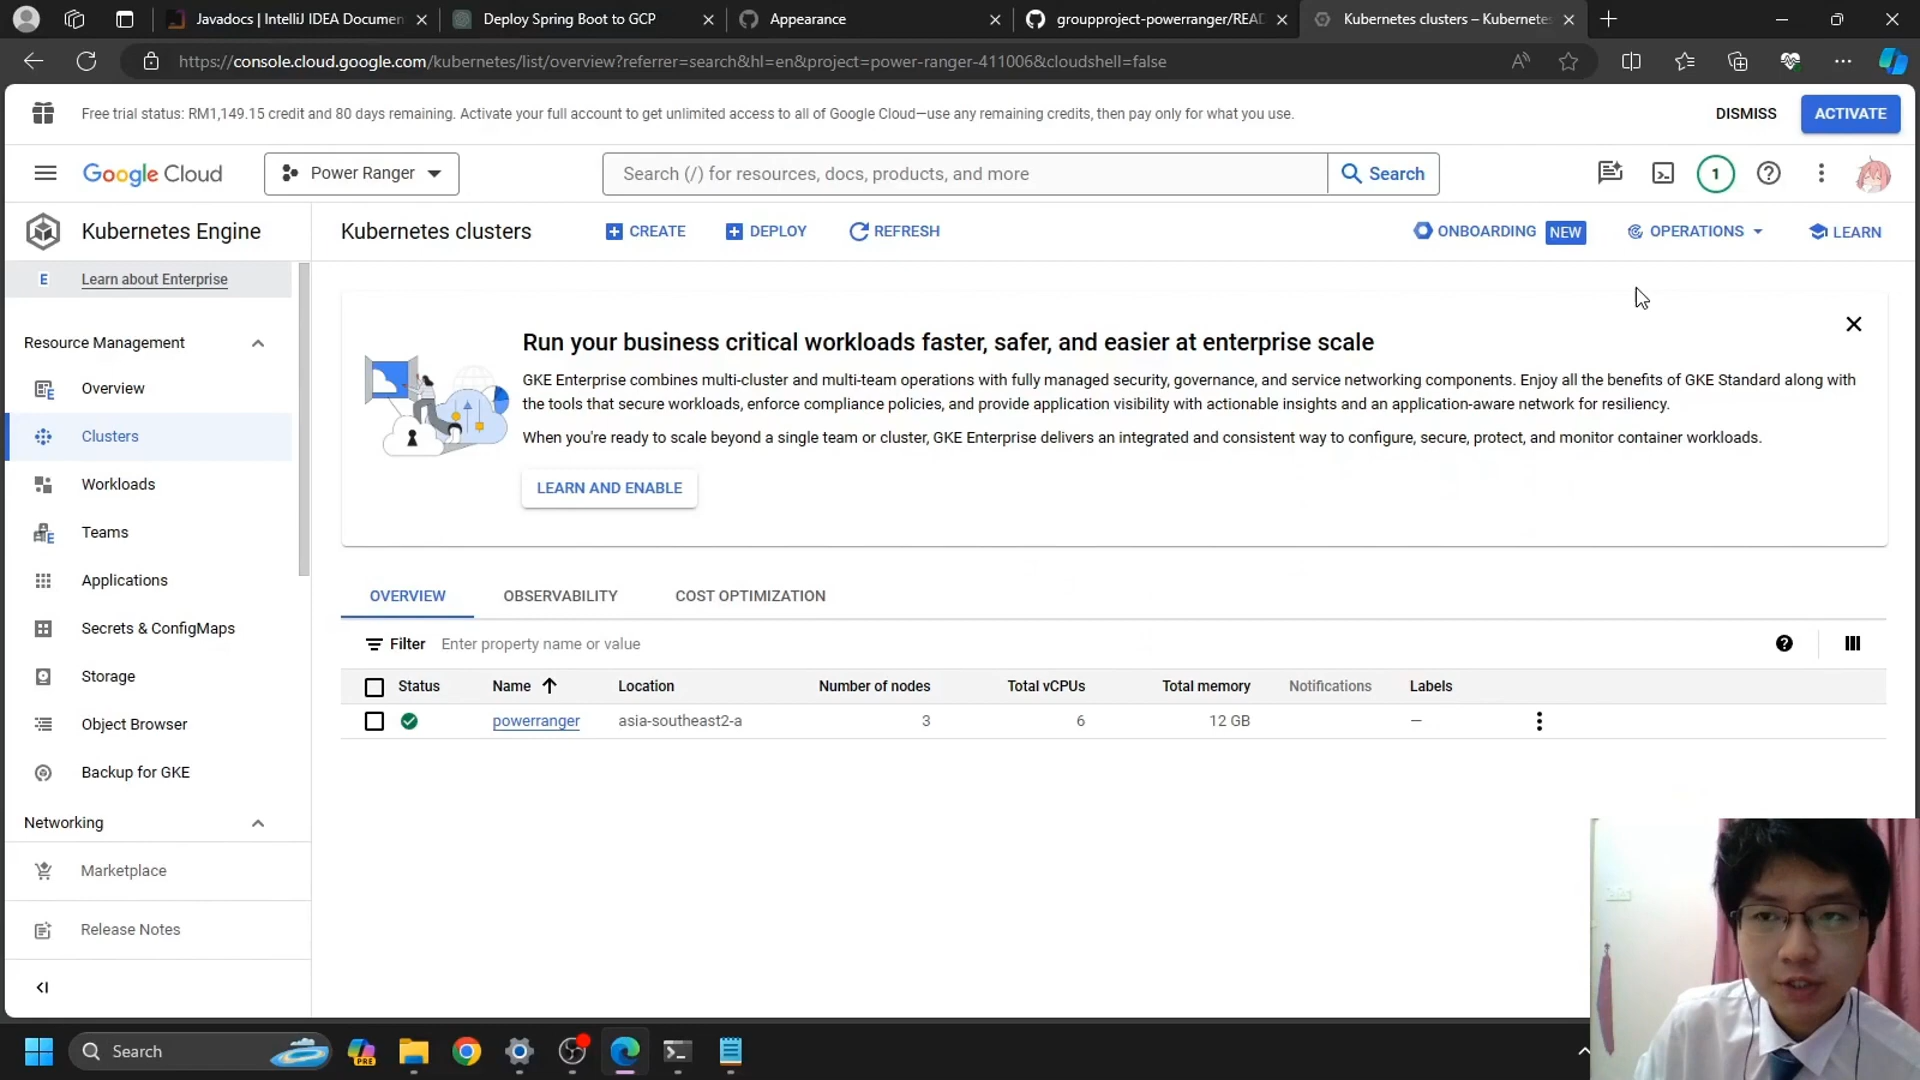 Javadocs | IntelliJ IDEA Documen
Deploy Spring Boot to GCP
Appearance
groupproject-powerranger/READ
Kubernetes clusters – Kubernetes
https://console.cloud.google.com/kubernetes/list/overview?referrer=search&hl=en&project=power-ranger-411006&cloudshell=false
Free trial status: RM1,149.15 credit and 80 days remaining. Activate your full account to get unlimited access to all of Google Cloud—use any remaining credits, then pay only for what you use.
DISMISS
ACTIVATE
Google Cloud
Power Ranger
Search (/) for resources, docs, products, and more
Search
1
Kubernetes Engine
Kubernetes clusters
CREATE
DEPLOY
REFRESH
ONBOARDING
NEW
OPERATIONS
LEARN
E
Learn about Enterprise
Resource Management
Overview
Clusters
Workloads
Teams
Applications
Secrets & ConfigMaps
Storage
Object Browser
Backup for GKE
Networking
Marketplace
Release Notes
Run your business critical workloads faster, safer, and easier at enterprise scale
GKE Enterprise combines multi-cluster and multi-team operations with fully managed security, governance, and service networking components. Enjoy all the benefits of GKE Standard along with
the tools that secure workloads, enforce compliance policies, and provide application visibility with actionable insights and an application-aware network for resiliency.
When you're ready to scale beyond a single team or cluster, GKE Enterprise delivers an integrated and consistent way to configure, secure, protect, and monitor container workloads.
LEARN AND ENABLE
OVERVIEW
OBSERVABILITY
COST OPTIMIZATION
Filter
Enter property name or value
Status
Name
Location
Number of nodes
Total vCPUs
Total memory
Notifications
Labels
powerranger
asia-southeast2-a
3
6
12 GB
—
Search
PRE